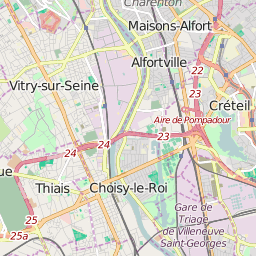 Charenton
Maisons-Alfort
Alfortville
22
Vitry-sur-Seine
23
Créteil
Aire de Pompadour
23
24
24
ue
Thiais
Choisy-le-Roi
25
25a
Gare de
Triage
de Villeneuve
Saint-Georges